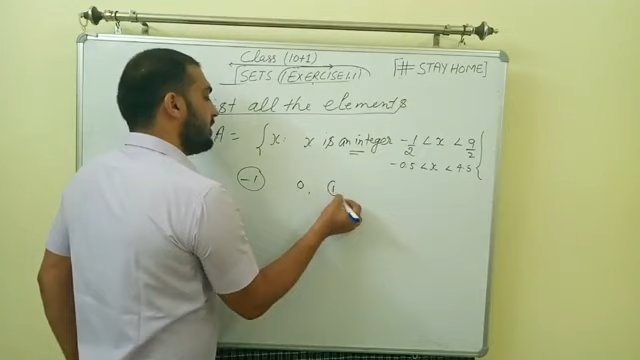 Class (10+1)
SETS (EXERCISE 1.1) [# STAY HOME]
st all the elements
A = {x: x is an integer -1/2 < x < 9/2}
-0.5 < x < 4.5
-1 0, 1